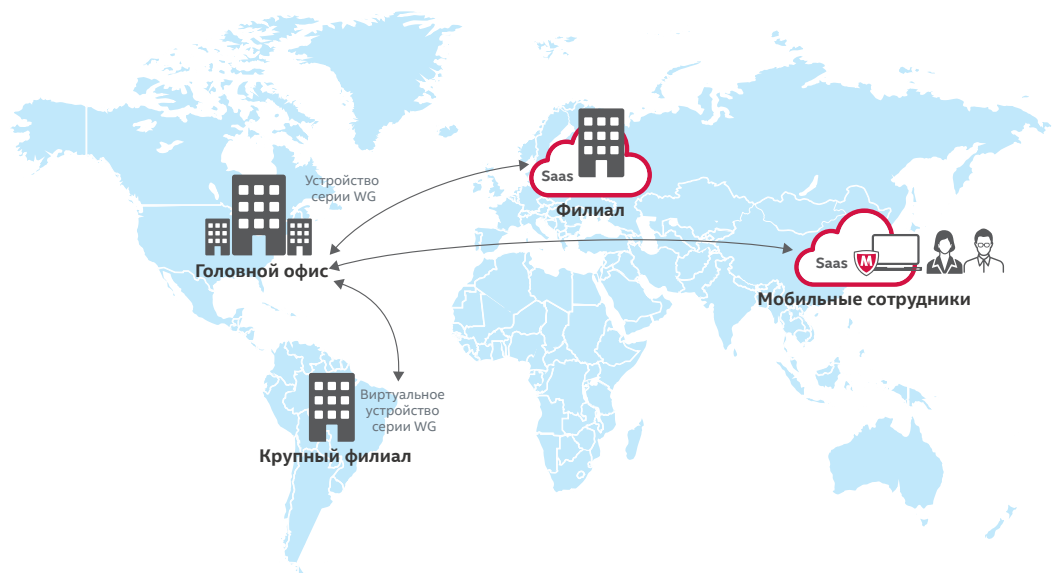 Устройство
серии WG
Головной офис
Saas
Филиал
Saas
M
Мобильные сотрудники
Виртуальное
устройство
серии WG
Крупный филиал